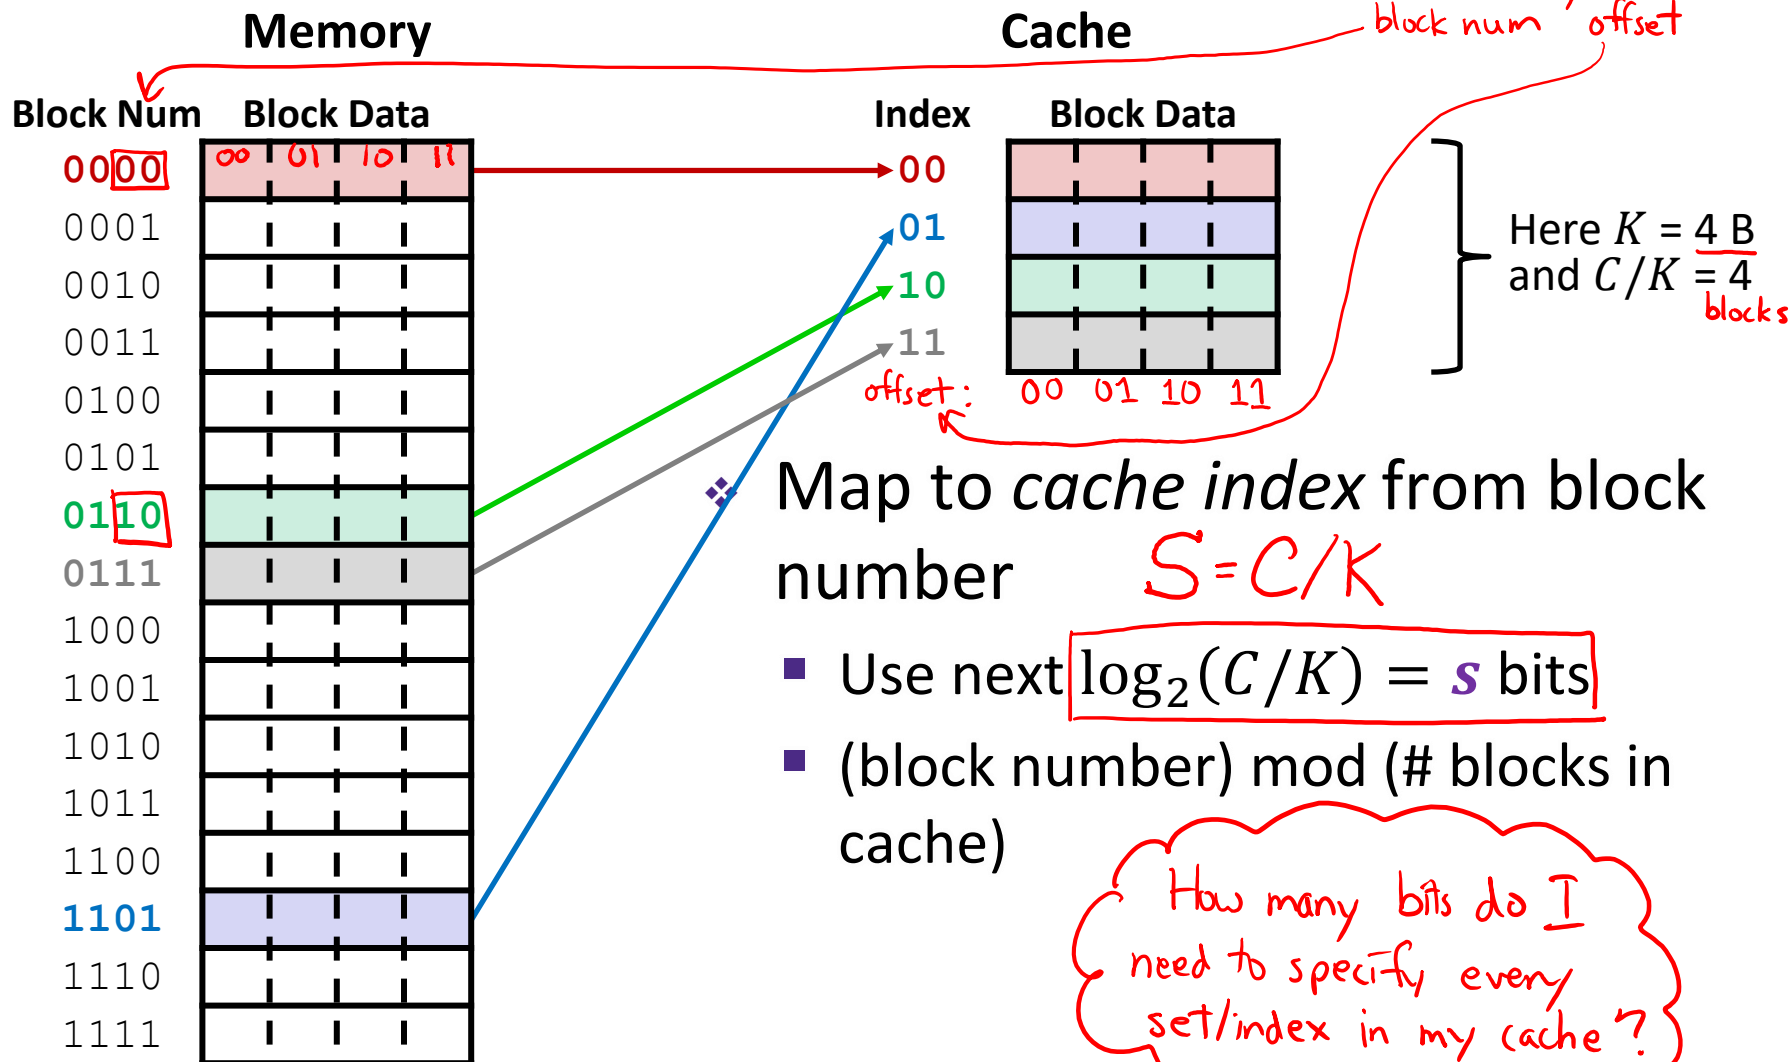 block num offset
Memory Cache
Block Num Block Data Index Block Data
0000 00 01 10 11 00
0001 01
0010 10
0011 11
0100
0101
0110
0111
1000
1001
1010
1011
1100
1101
1110
1111
offset: 00 01 10 11
Here K = 4 B
and C/K = 4
blocks
❖ Map to cache index from block
number S=C/K
▪ Use next log₂(C/K) = s bits
▪ (block number) mod (# blocks in
cache)
How many bits do I
need to specify every
set/index in my cache?